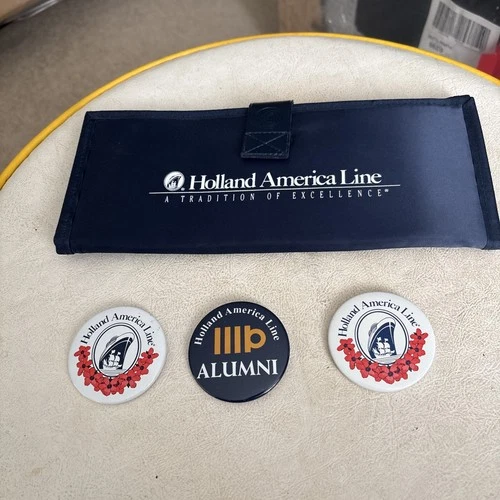 Holland America Line
A TRADITION OF EXCELLENCE
Holland America Line
Holland America Line
ALUMNI
Holland America Line